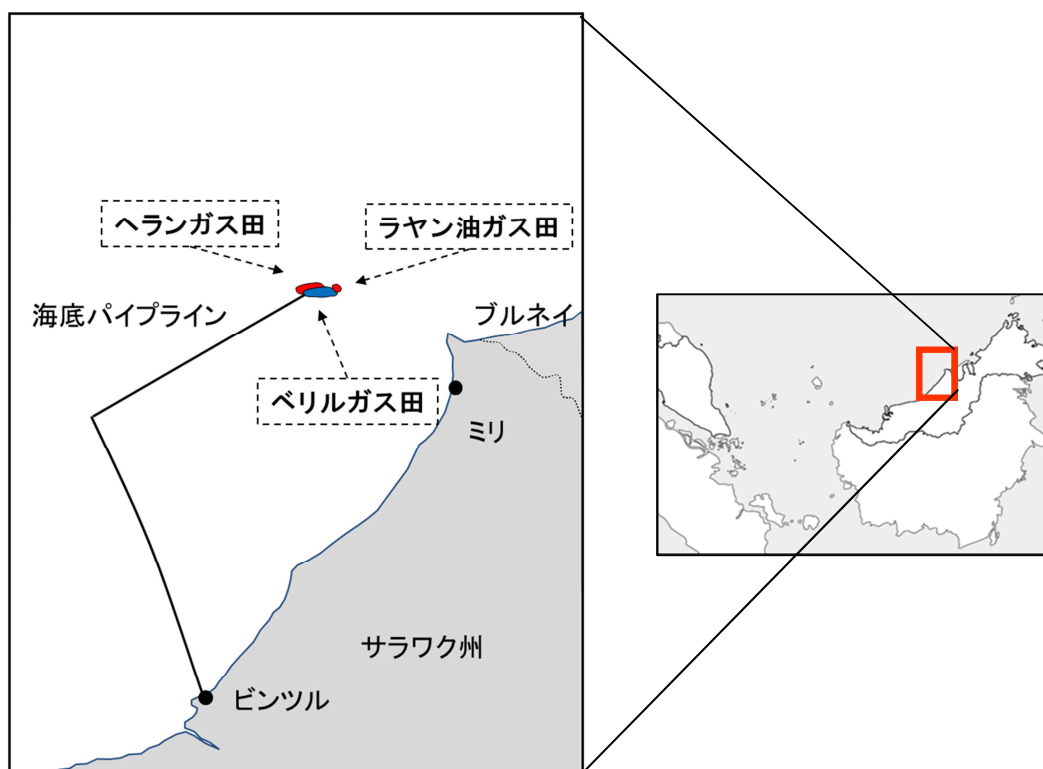 ヘランガス田
ラヤン油ガス田
海底パイプライン
ブルネイ
ベリルガス田
ミリ
サラワク州
ビンツル